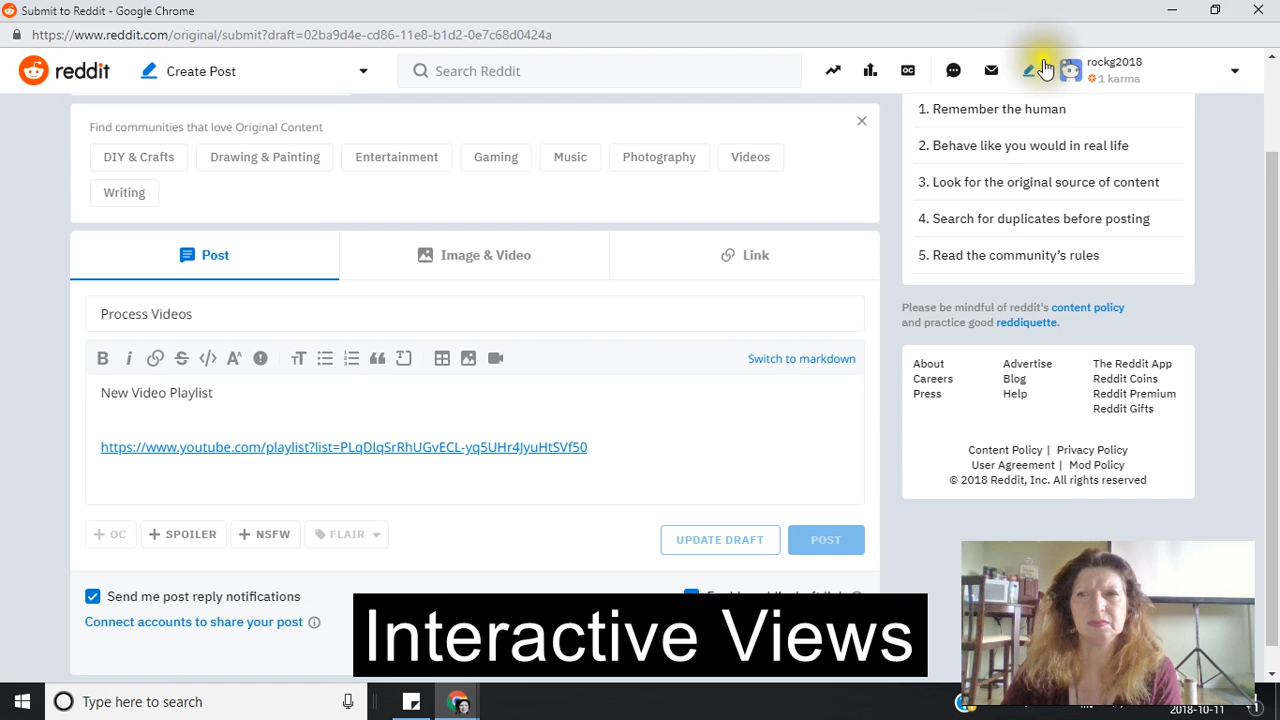 Submit to Reddit - Google Chrome
https://www.reddit.com/original/submit?draft=02ba9d4e-cd86-11e8-b1d2-0e7c68d0424a
reddit
Create Post
Search Reddit
rockg2018
1 karma
Find communities that love Original Content
DIY & Crafts
Drawing & Painting
Entertainment
Gaming
Music
Photography
Videos
Writing
Post
Image & Video
Link
Process Videos
Switch to markdown
New Video Playlist
https://www.youtube.com/playlist?list=PLqDlqSrRhUGvECL-yq5UHr4JyuHtSVf50
+ OC
+ SPOILER
+ NSFW
FLAIR
UPDATE DRAFT
POST
Send me post reply notifications
Connect accounts to share your post
1. Remember the human
2. Behave like you would in real life
3. Look for the original source of content
4. Search for duplicates before posting
5. Read the community's rules
Please be mindful of reddit's content policy
and practice good reddiquette.
About Advertise The Reddit App
Careers Blog Reddit Coins
Press Help Reddit Premium
Reddit Gifts
Content Policy | Privacy Policy
User Agreement | Mod Policy
© 2018 Reddit, Inc. All rights reserved
Interactive Views
Type here to search
2018-10-11